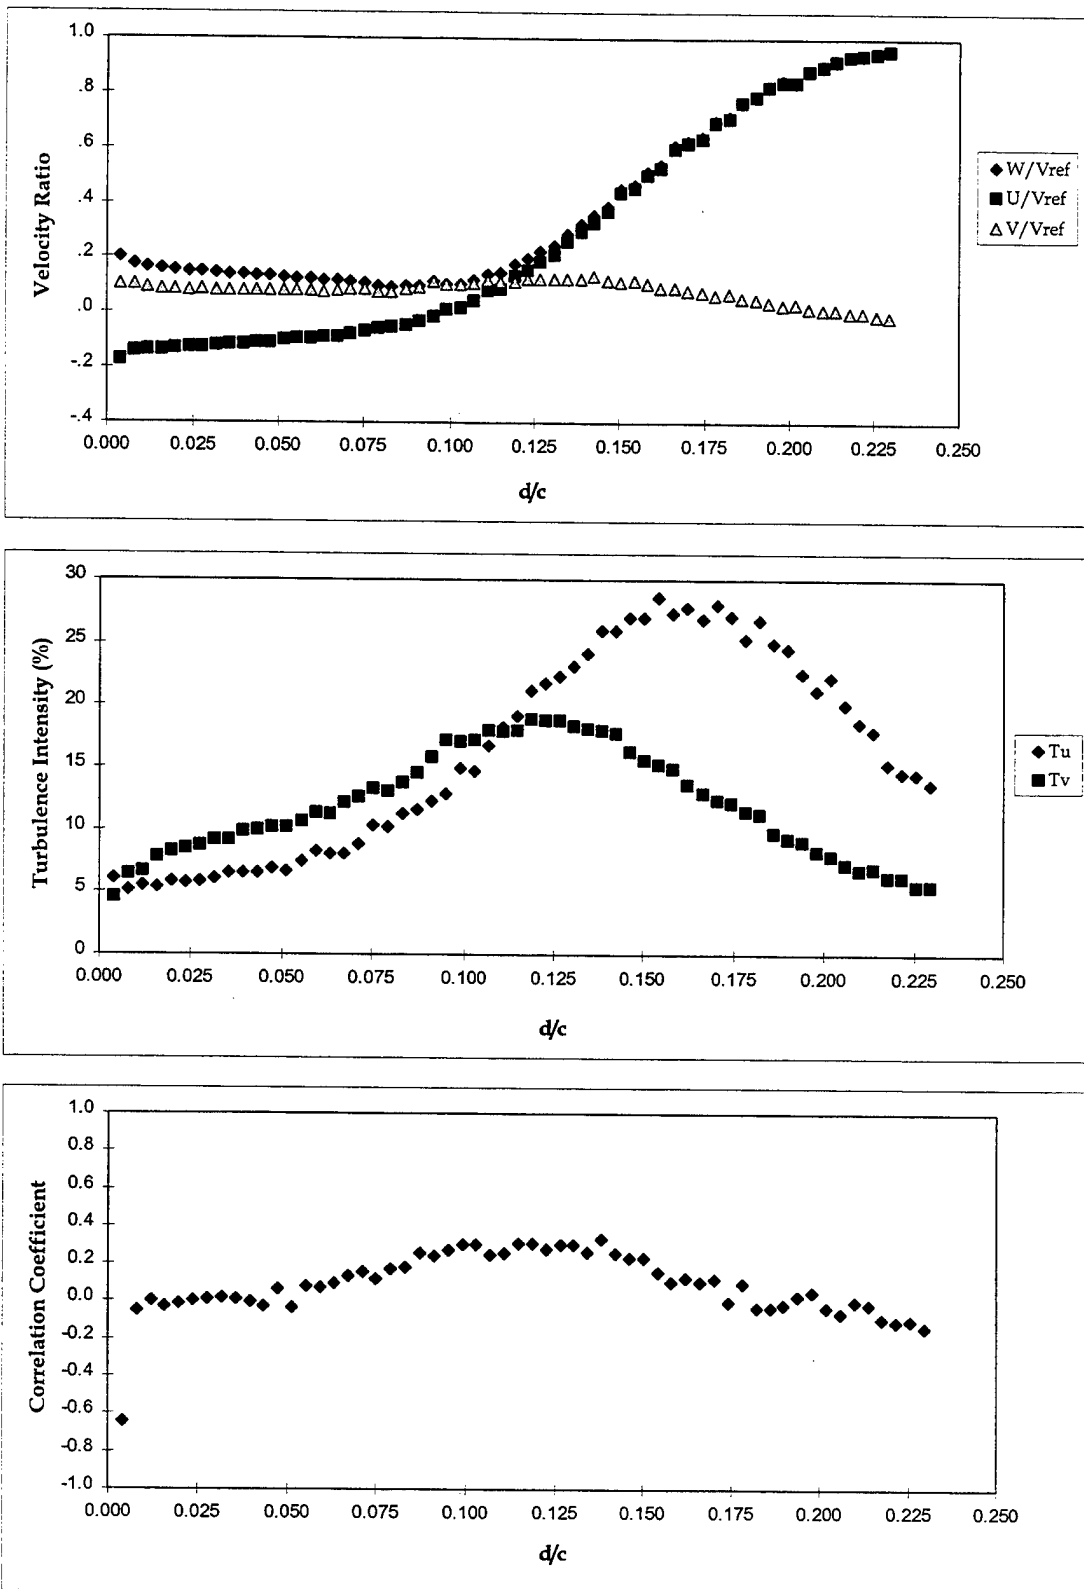 1.0
.8
.6
.4
.2
.0
-.2
-.4
Velocity Ratio
0.000 0.025 0.050 0.075 0.100 0.125 0.150 0.175 0.200 0.225 0.250
d/c
W/Vref
U/Vref
V/Vref
30
25
20
15
10
5
0
Turbulence Intensity (%)
0.000 0.025 0.050 0.075 0.100 0.125 0.150 0.175 0.200 0.225 0.250
d/c
Tu
Tv
1.0
0.8
0.6
0.4
0.2
0.0
-0.2
-0.4
-0.6
-0.8
-1.0
Correlation Coefficient
0.000 0.025 0.050 0.075 0.100 0.125 0.150 0.175 0.200 0.225 0.250
d/c